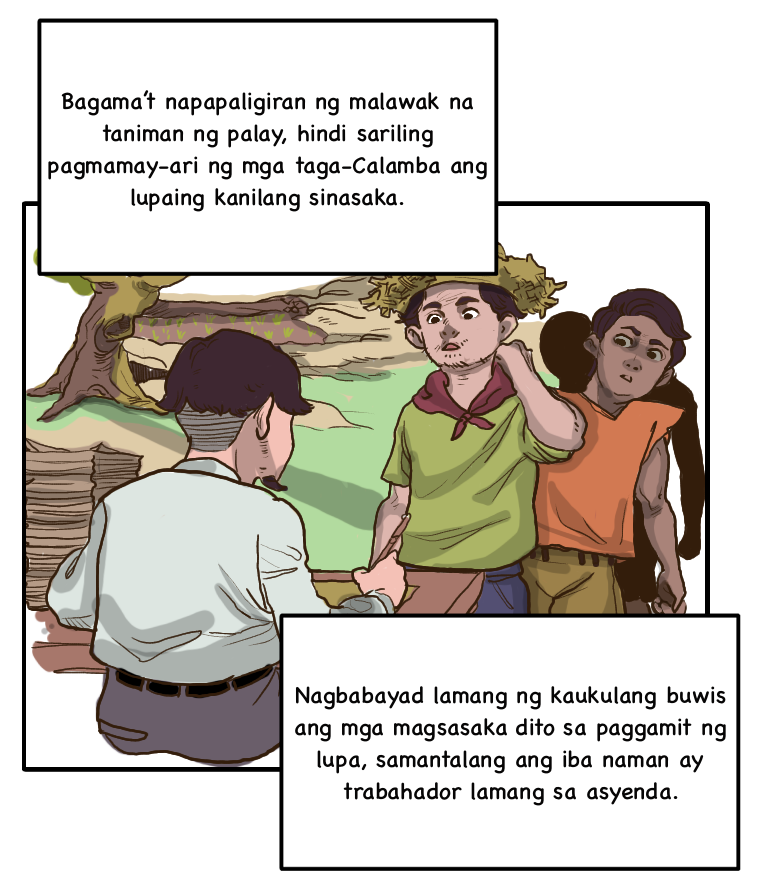 Bagama't napapaligiran ng malawak na
taniman ng palay, hindi sariling
pagmamay-ari ng mga taga-Calamba ang
lupaing kanilang sinasaka.
Nagbabayad lamang ng kaukulang buwis
ang mga magsasaka dito sa paggamit ng
lupa, samantalang ang iba naman ay
trabahador lamang sa asyenda.